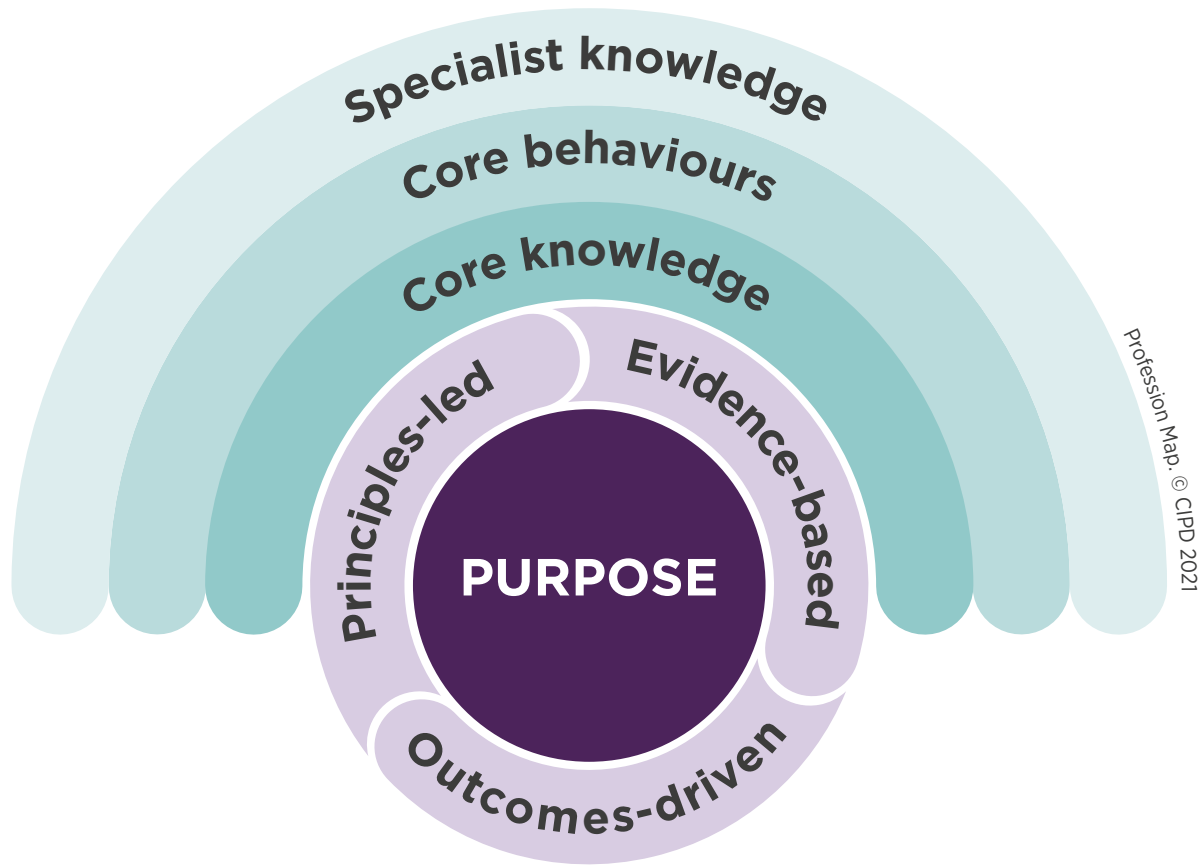 Specialist knowledge
Core behaviours
Core knowledge
Principles-led
Evidence-based
PURPOSE
Outcomes-driven
Profession Map. © CIPD 2021